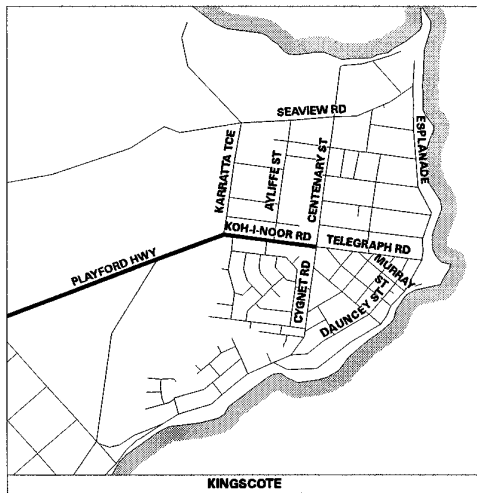 SEAVIEW RD
KARRATTA TCE
AYLIFFE ST
CENTENARY ST
ESPLANADE
KOH-I-NOOR RD
TELEGRAPH RD
PLAYFORD HWY
CYGNET RD
MURRAY
ST
DAUNCEY ST
KINGSCOTE